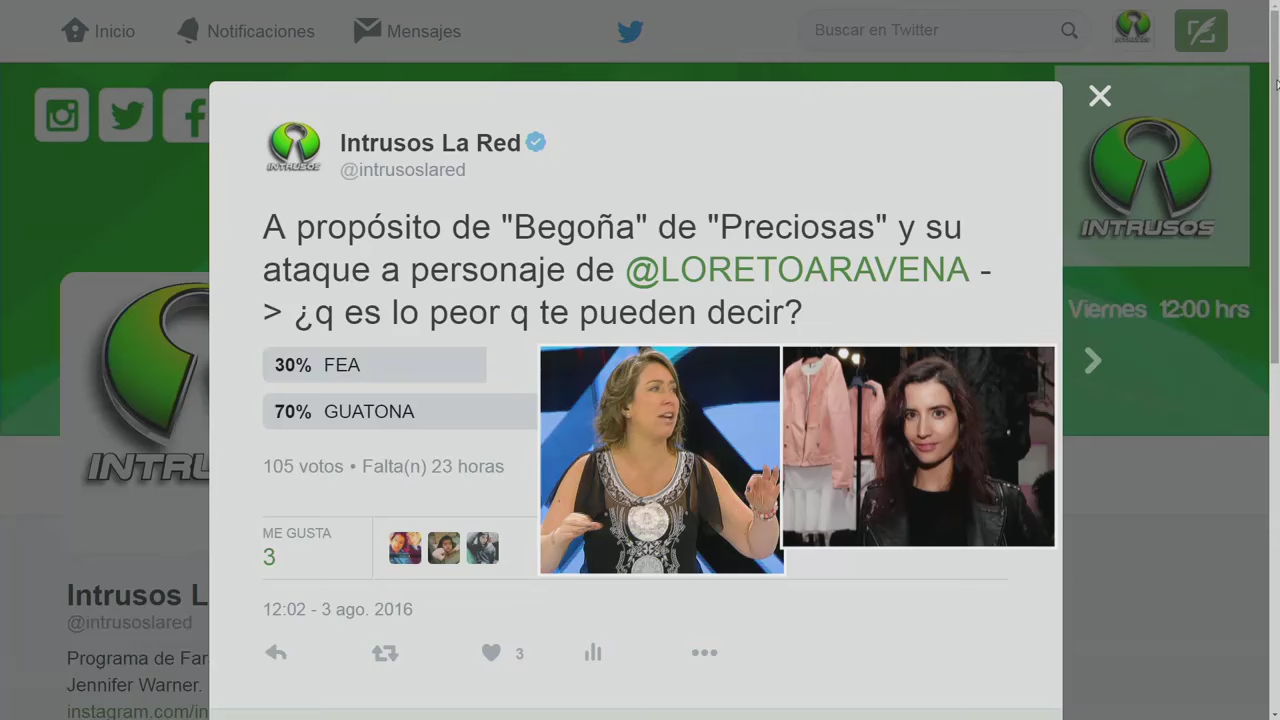 Inicio
Notificaciones
Mensajes
Buscar en Twitter
INTRUSOS
Intrusos La Red
@intrusoslared
INTRUSOS
Viernes 12:00 hrs
A propósito de "Begoña" de "Preciosas" y su
ataque a personaje de @LORETOARAVENA -
> ¿q es lo peor q te pueden decir?
30% FEA
70% GUATONA
105 votos • Falta(n) 23 horas
INTRU
ME GUSTA
3
12:02 - 3 ago. 2016
3
Intrusos L
@intrusoslared
Programa de Far
Jennifer Warner.
instagram.com/in